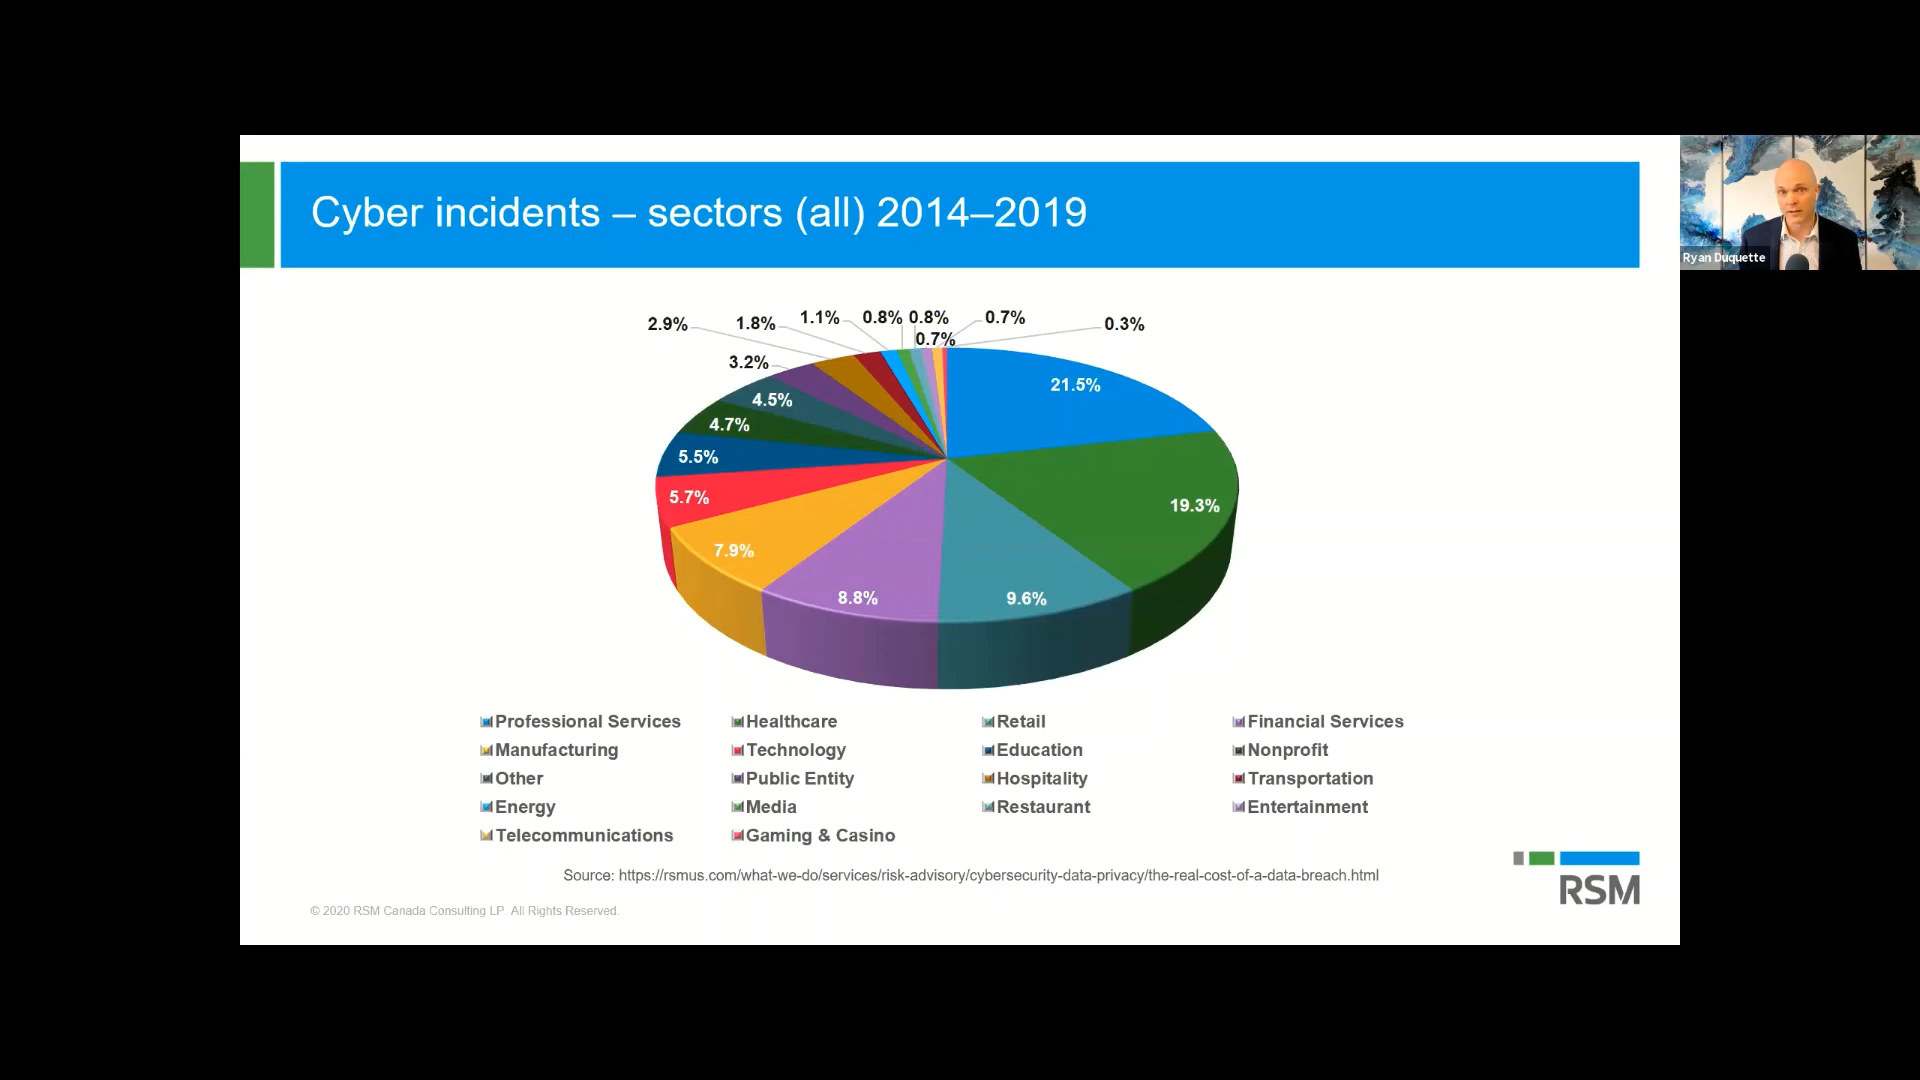 Cyber incidents – sectors (all) 2014–2019
Ryan Duquette
2.9%
1.8%
1.1%
0.8%
0.8%
0.7%
0.7%
0.3%
3.2%
21.5%
4.5%
4.7%
5.5%
5.7%
19.3%
7.9%
8.8%
9.6%
Professional Services
Healthcare
Retail
Financial Services
Manufacturing
Technology
Education
Nonprofit
Other
Public Entity
Hospitality
Transportation
Energy
Media
Restaurant
Entertainment
Telecommunications
Gaming & Casino
Source: https://rsmus.com/what-we-do/services/risk-advisory/cybersecurity-data-privacy/the-real-cost-of-a-data-breach.html
© 2020 RSM Canada Consulting LP. All Rights Reserved.
RSM